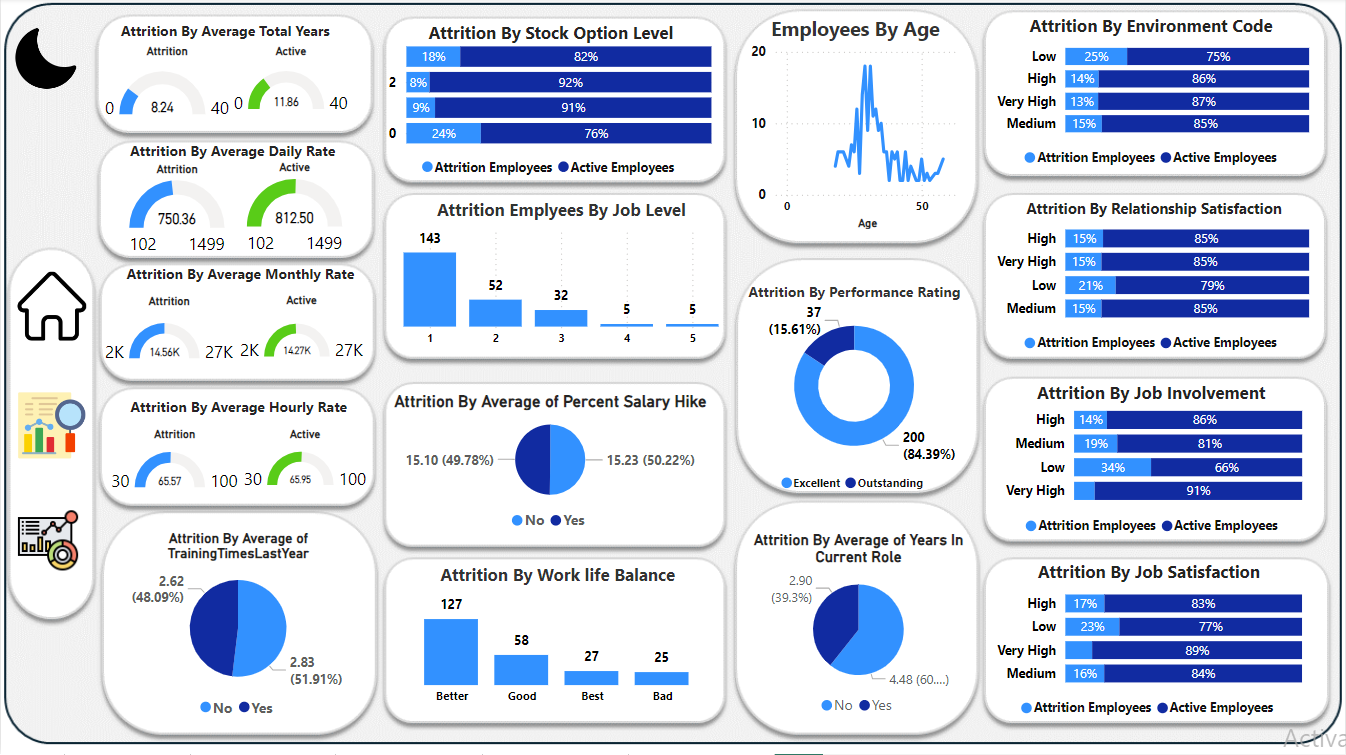 Attrition By Average Total Years
Attrition
Active
8.24
0
40
11.86
0
40
Attrition By Average Daily Rate
Attrition
Active
750.36
102
1499
812.50
102
1499
Attrition By Average Monthly Rate
Attrition
Active
14.56K
2K
27K
14.27K
2K
27K
Attrition By Average Hourly Rate
Attrition
Active
65.57
30
100
65.95
30
100
Attrition By Average of
TrainingTimesLastYear
2.62
(48.09%)
2.83
(51.91%)
No Yes
Attrition By Stock Option Level
18% 82%
2 8% 92%
9% 91%
0 24% 76%
Attrition Employees Active Employees
Attrition Emplyees By Job Level
143
52
32
5
5
1 2 3 4 5
Attrition By Average of Percent Salary Hike
15.10 (49.78%)
15.23 (50.22%)
No Yes
Attrition By Work life Balance
127
58
27
25
Better Good Best Bad
Employees By Age
20
10
0
0 50
Age
Attrition By Performance Rating
37
(15.61%)
200
(84.39%)
Excellent Outstanding
Attrition By Average of Years In
Current Role
2.90
(39.3%)
4.48 (60....)
No Yes
Attrition By Environment Code
Low 25% 75%
High 14% 86%
Very High 13% 87%
Medium 15% 85%
Attrition Employees Active Employees
Attrition By Relationship Satisfaction
High 15% 85%
Very High 15% 85%
Low 21% 79%
Medium 15% 85%
Attrition Employees Active Employees
Attrition By Job Involvement
High 14% 86%
Medium 19% 81%
Low 34% 66%
Very High 91%
Attrition Employees Active Employees
Attrition By Job Satisfaction
High 17% 83%
Low 23% 77%
Very High 89%
Medium 16% 84%
Attrition Employees Active Employees
Activa